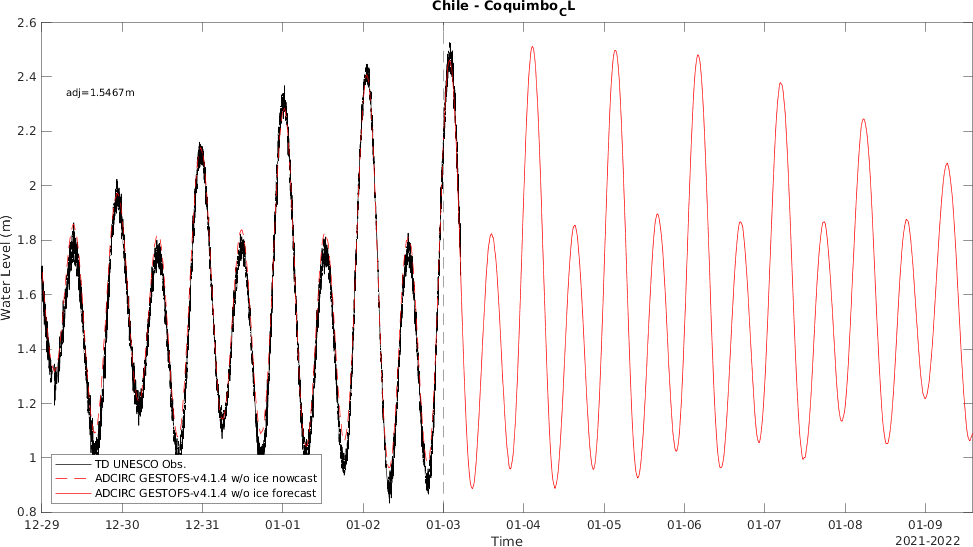 Chile - Coquimbo_CL
2.6
2.4
adj=1.5467m
2.2
2
1.8
Water Level (m)
1.6
1.4
1.2
1
TD UNESCO Obs.
ADCIRC GESTOFS-v4.1.4 w/o ice nowcast
ADCIRC GESTOFS-v4.1.4 w/o ice forecast
0.8
12-29 12-30 12-31 01-01 01-02 01-03 01-04 01-05 01-06 01-07 01-08 01-09
Time
2021-2022